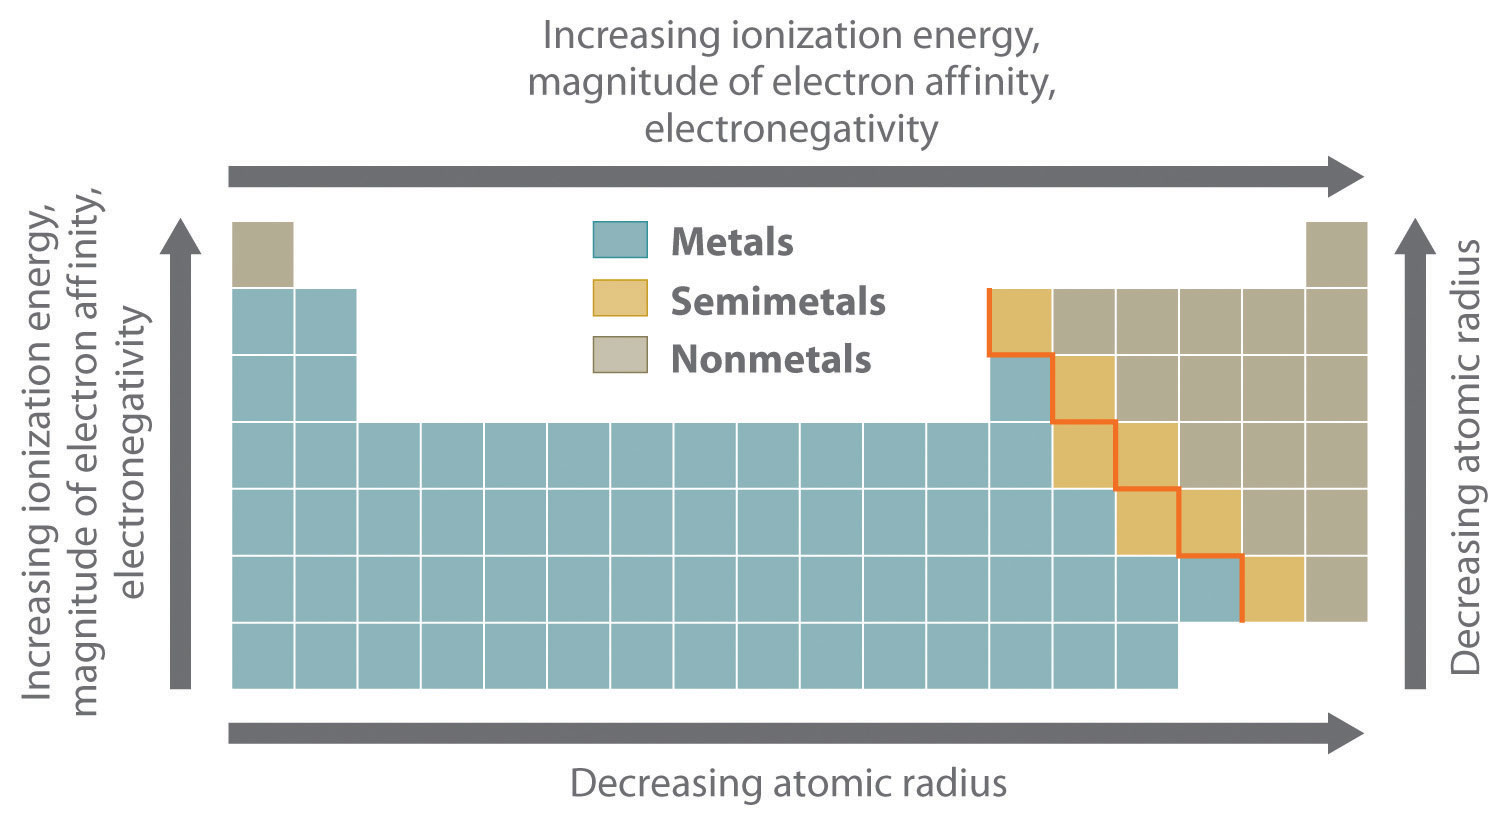 Increasing ionization energy,
magnitude of electron affinity,
electronegativity
Increasing ionization energy,
magnitude of electron affinity,
electronegativity
Metals
Semimetals
Nonmetals
Decreasing atomic radius
Decreasing atomic radius